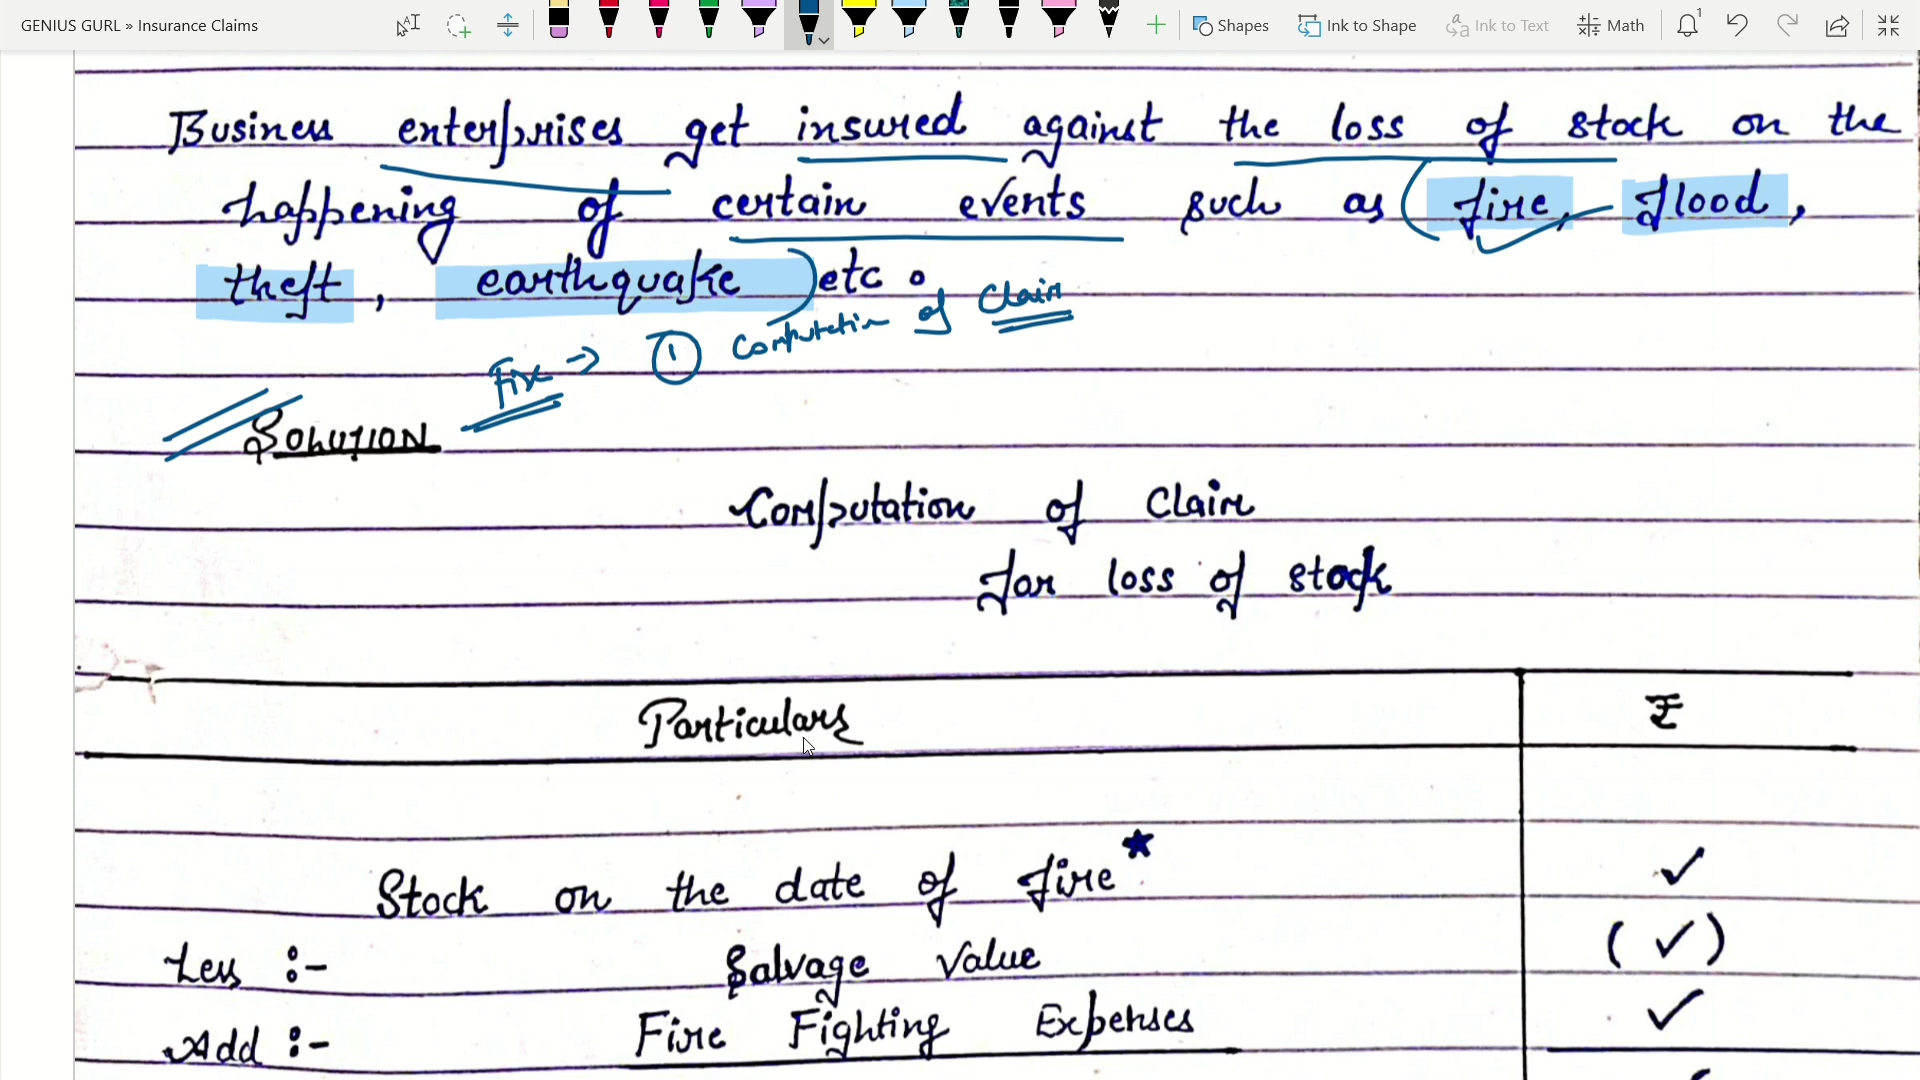 GENIUS GURL » Insurance Claims
Shapes
Ink to Shape
Ink to Text
Math
1
Business enterprises get insured against the loss of stock on the
happening of certain events such as fire, flood,
theft, earthquake etc.
Fire → ① Computation of Claim
SOLUTION
Computation of Claim
for loss of stock
Particulars ₹
Stock on the date of fire* ✓
Less :- Salvage Value (✓)
Add :- Fire Fighting Expenses ✓